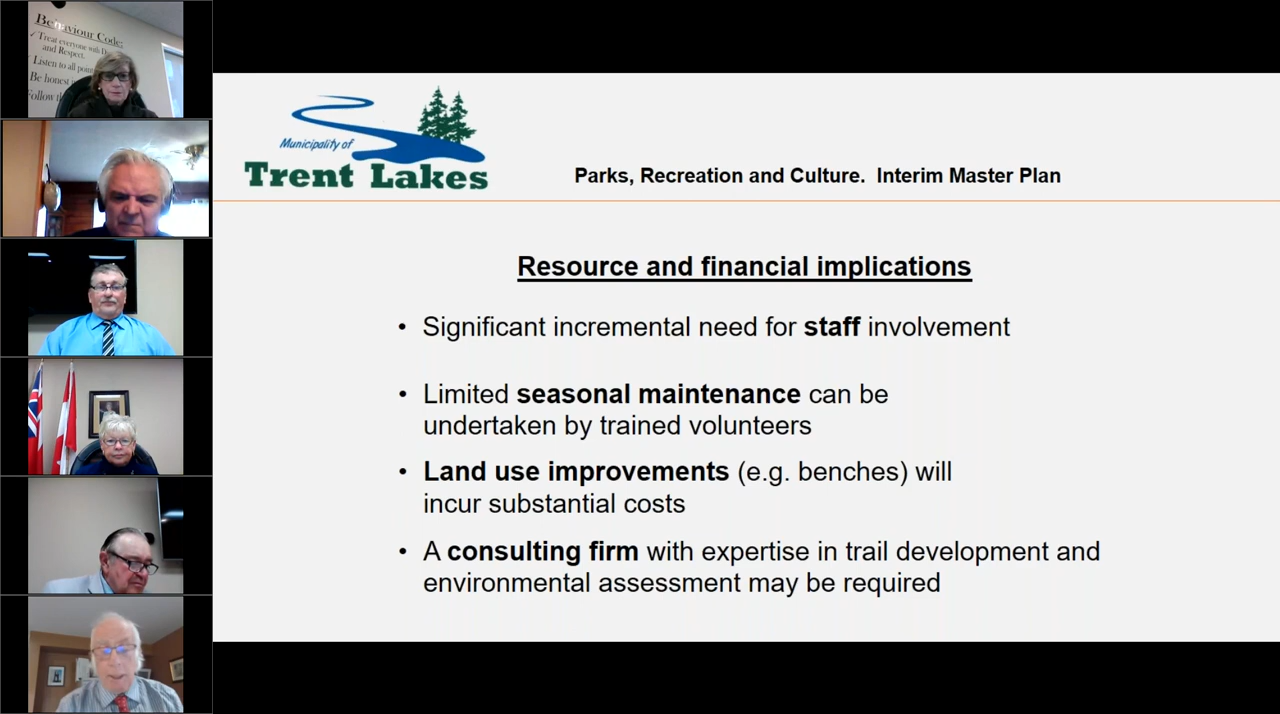 Behaviour Code:
✓ Treat everyone with
and Respect.
Listen to all
Be honest
Follow
Municipality of
Trent Lakes
Parks, Recreation and Culture. Interim Master Plan
Resource and financial implications
• Significant incremental need for staff involvement
• Limited seasonal maintenance can be
undertaken by trained volunteers
• Land use improvements (e.g. benches) will
incur substantial costs
• A consulting firm with expertise in trail development and
environmental assessment may be required